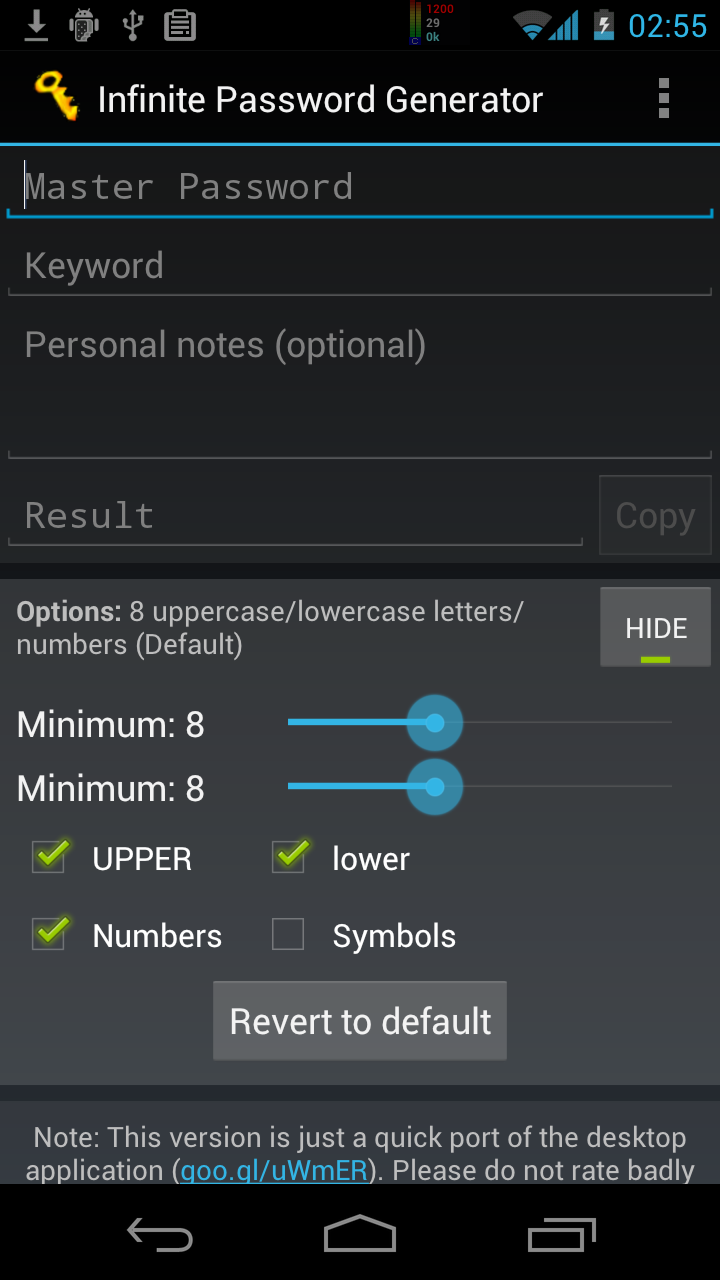 1200
29
0k
C
02:55
Infinite Password Generator
Master Password
Keyword
Personal notes (optional)
Result
Copy
Options: 8 uppercase/lowercase letters/
numbers (Default)
HIDE
Minimum: 8
Minimum: 8
UPPER
lower
Numbers
Symbols
Revert to default
Note: This version is just a quick port of the desktop
application (goo.gl/uWmER). Please do not rate badly